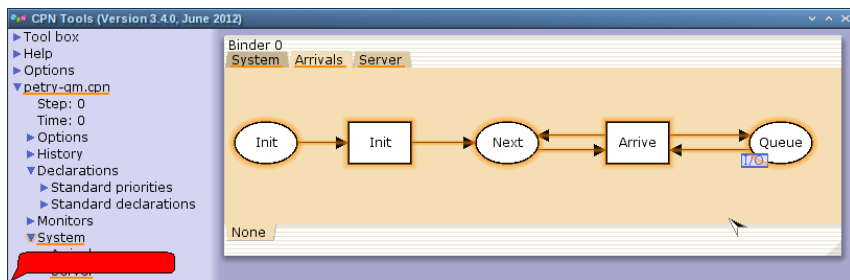 CPN Tools (Version 3.4.0, June 2012)
Tool box
Help
Options
petry-qm.cpn
Step: 0
Time: 0
Options
History
Declarations
Standard priorities
Standard declarations
Monitors
System
Binder 0
System Arrivals Server
Init Init Next Arrive Queue
I/O
None